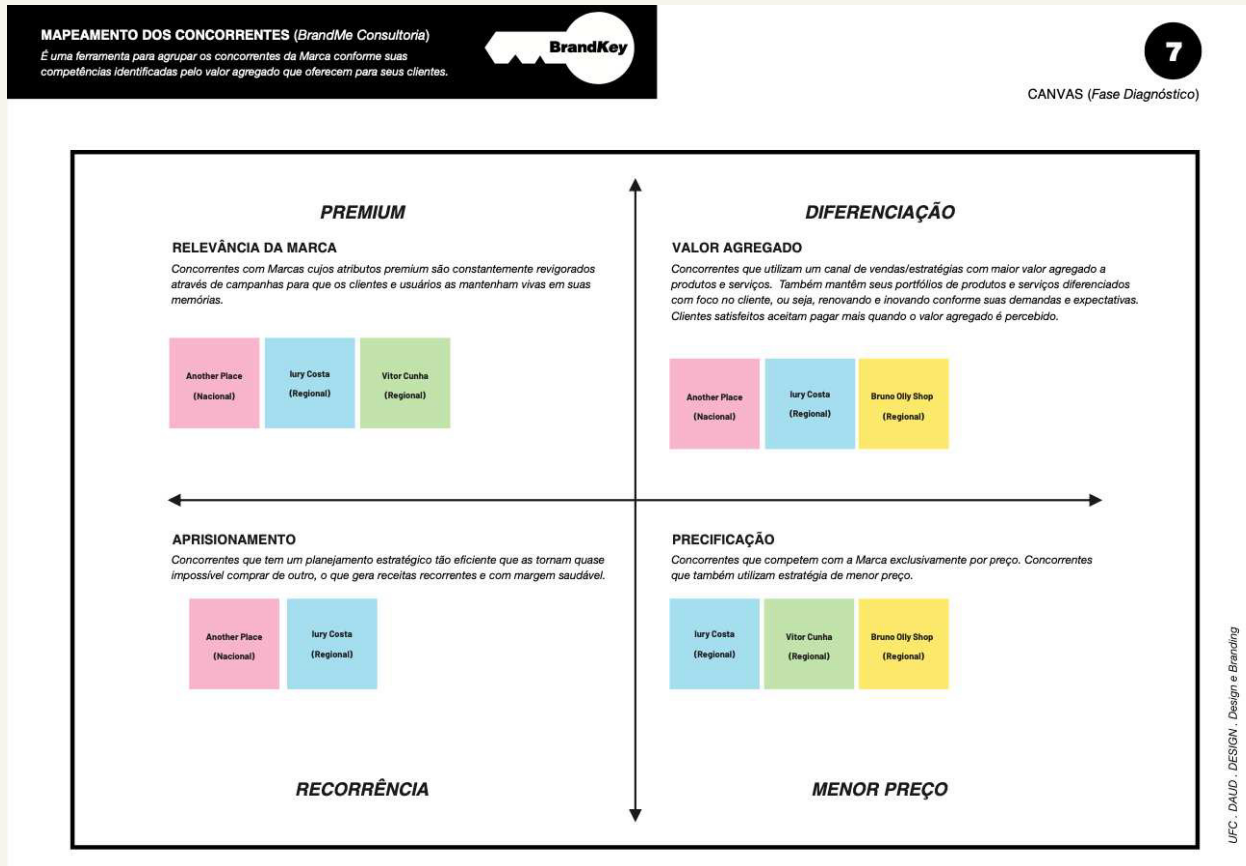 MAPEAMENTO DOS CONCORRENTES (BrandMe Consultoria)
É uma ferramenta para agrupar os concorrentes da Marca conforme suas
competências identificadas pelo valor agregado que oferecem para seus clientes.
BrandKey
7
CANVAS (Fase Diagnóstico)
PREMIUM
RELEVÂNCIA DA MARCA
Concorrentes com Marcas cujos atributos premium são constantemente revigorados
através de campanhas para que os clientes e usuários as mantenham vivas em suas
memórias.
Another Place
(Nacional)
Iury Costa
(Regional)
Vitor Cunha
(Regional)
DIFERENCIAÇÃO
VALOR AGREGADO
Concorrentes que utilizam um canal de vendas/estratégias com maior valor agregado a
produtos e serviços. Também mantêm seus portfólios de produtos e serviços diferenciados
com foco no cliente, ou seja, renovando e inovando conforme suas demandas e expectativas.
Clientes satisfeitos aceitam pagar mais quando o valor agregado é percebido.
Another Place
(Nacional)
Iury Costa
(Regional)
Bruno Olly Shop
(Regional)
APRISIONAMENTO
Concorrentes que tem um planejamento estratégico tão eficiente que as tornam quase
impossível comprar de outro, o que gera receitas recorrentes e com margem saudável.
Another Place
(Nacional)
Iury Costa
(Regional)
RECORRÊNCIA
PRECIFICAÇÃO
Concorrentes que competem com a Marca exclusivamente por preço. Concorrentes
que também utilizam estratégia de menor preço.
Iury Costa
(Regional)
Vitor Cunha
(Regional)
Bruno Olly Shop
(Regional)
MENOR PREÇO
UFC . DAUD . DESIGN . Design e Branding